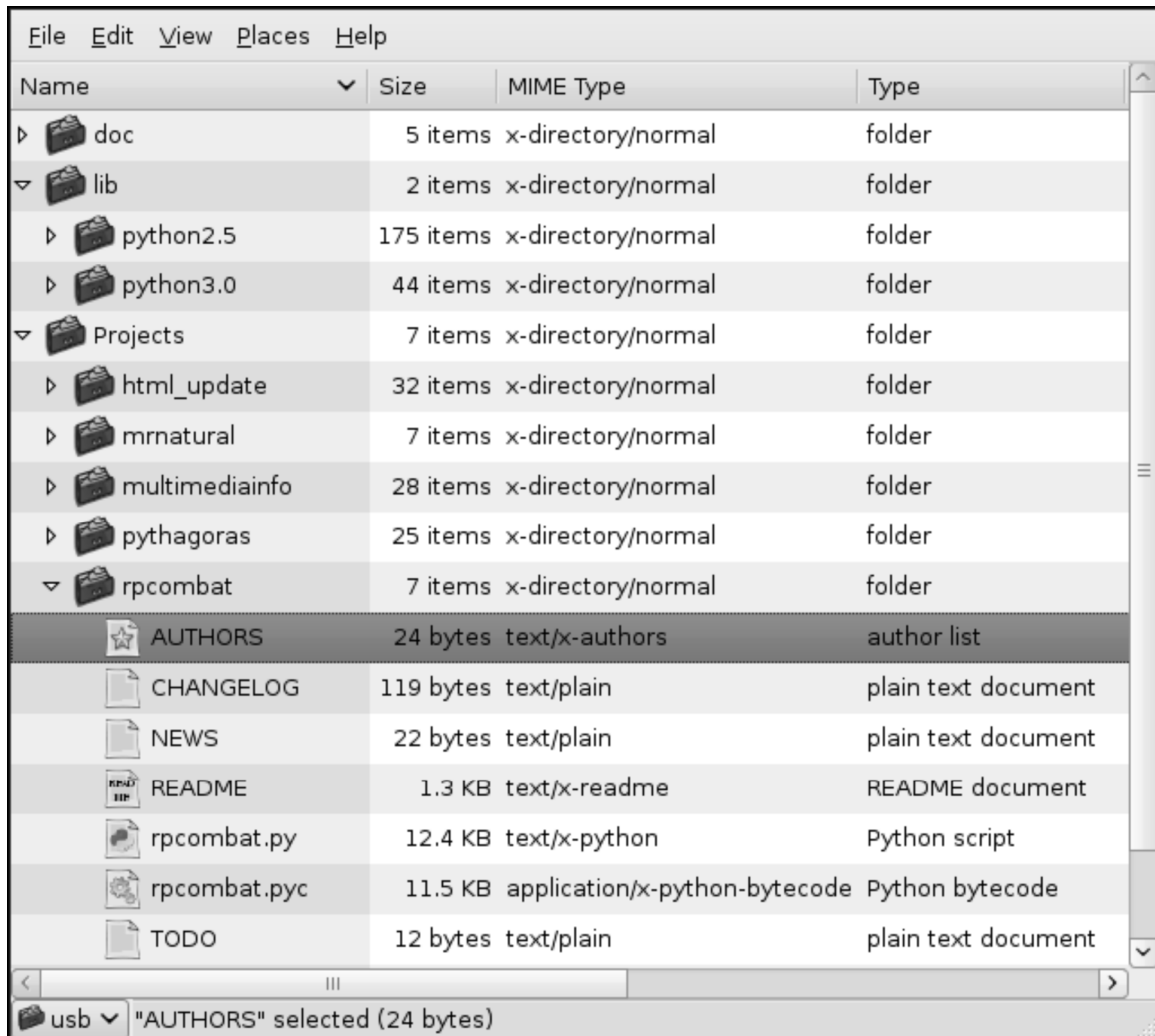 File Edit View Places Help
Name Size MIME Type Type
doc 5 items x-directory/normal folder
lib 2 items x-directory/normal folder
python2.5 175 items x-directory/normal folder
python3.0 44 items x-directory/normal folder
Projects 7 items x-directory/normal folder
html_update 32 items x-directory/normal folder
mrnatural 7 items x-directory/normal folder
multimediainfo 28 items x-directory/normal folder
pythagoras 25 items x-directory/normal folder
rpcombat 7 items x-directory/normal folder
AUTHORS 24 bytes text/x-authors author list
CHANGELOG 119 bytes text/plain plain text document
NEWS 22 bytes text/plain plain text document
README 1.3 KB text/x-readme README document
rpcombat.py 12.4 KB text/x-python Python script
rpcombat.pyc 11.5 KB application/x-python-bytecode Python bytecode
TODO 12 bytes text/plain plain text document
usb "AUTHORS" selected (24 bytes)